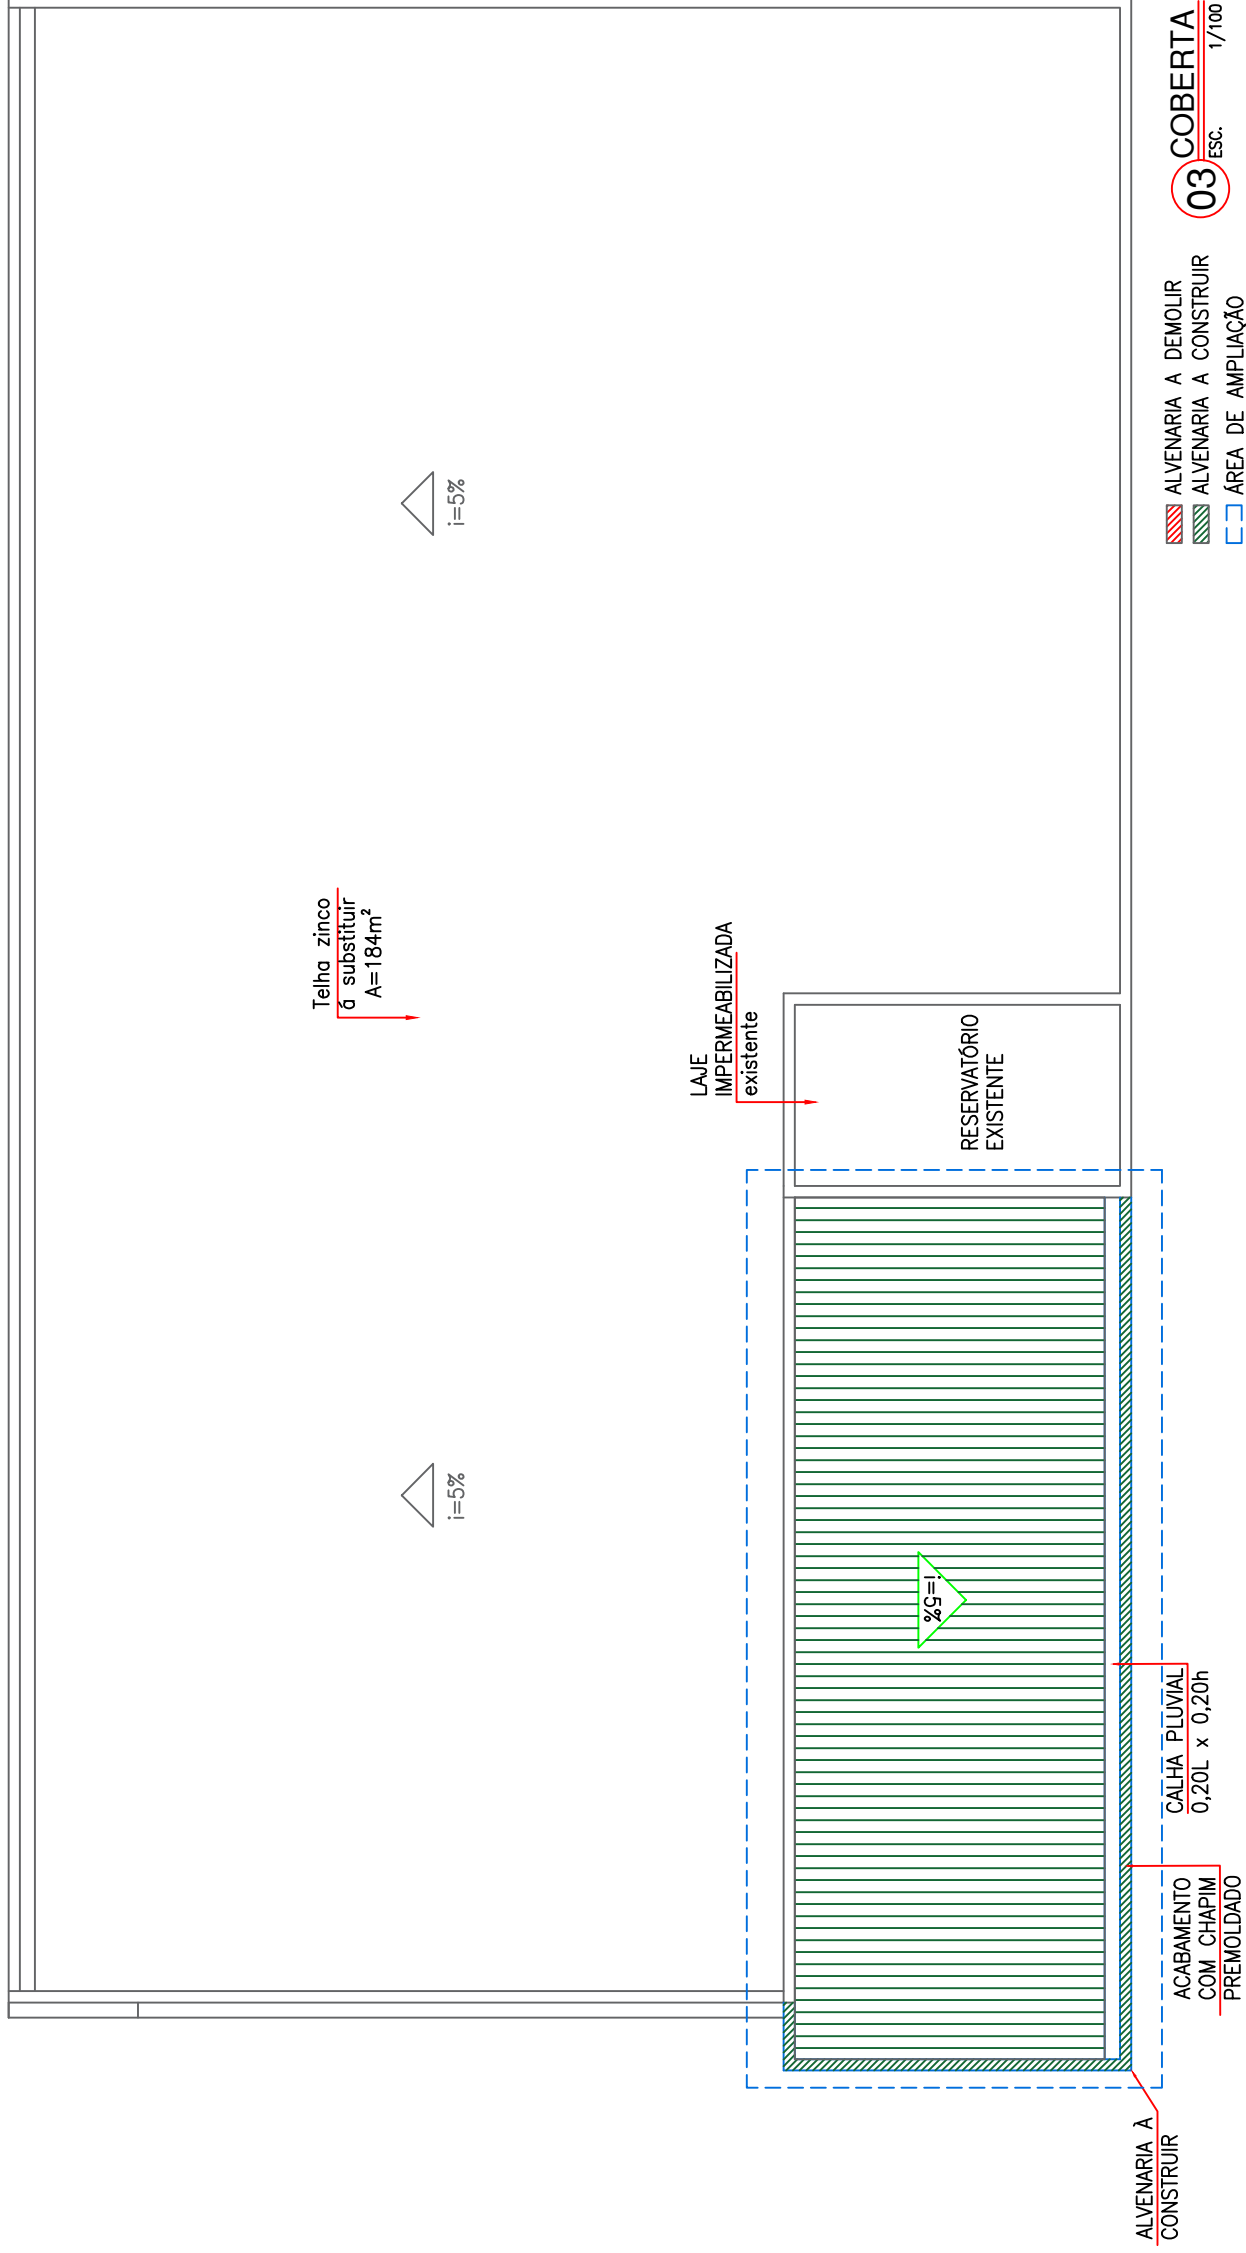 Telha zinco
á substituir
A=184m²
i=5%
i=5%
LAJE
IMPERMEABILIZADA
existente
RESERVATÓRIO
EXISTENTE
i=5%
ALVENARIA À
CONSTRUIR
ACABAMENTO
COM CHAPIM
PREMOLDADO
CALHA PLUVIAL
0,20L x 0,20h
ALVENARIA A DEMOLIR
ALVENARIA A CONSTRUIR
ÁREA DE AMPLIAÇÃO
03 COBERTA
ESC. 1/100